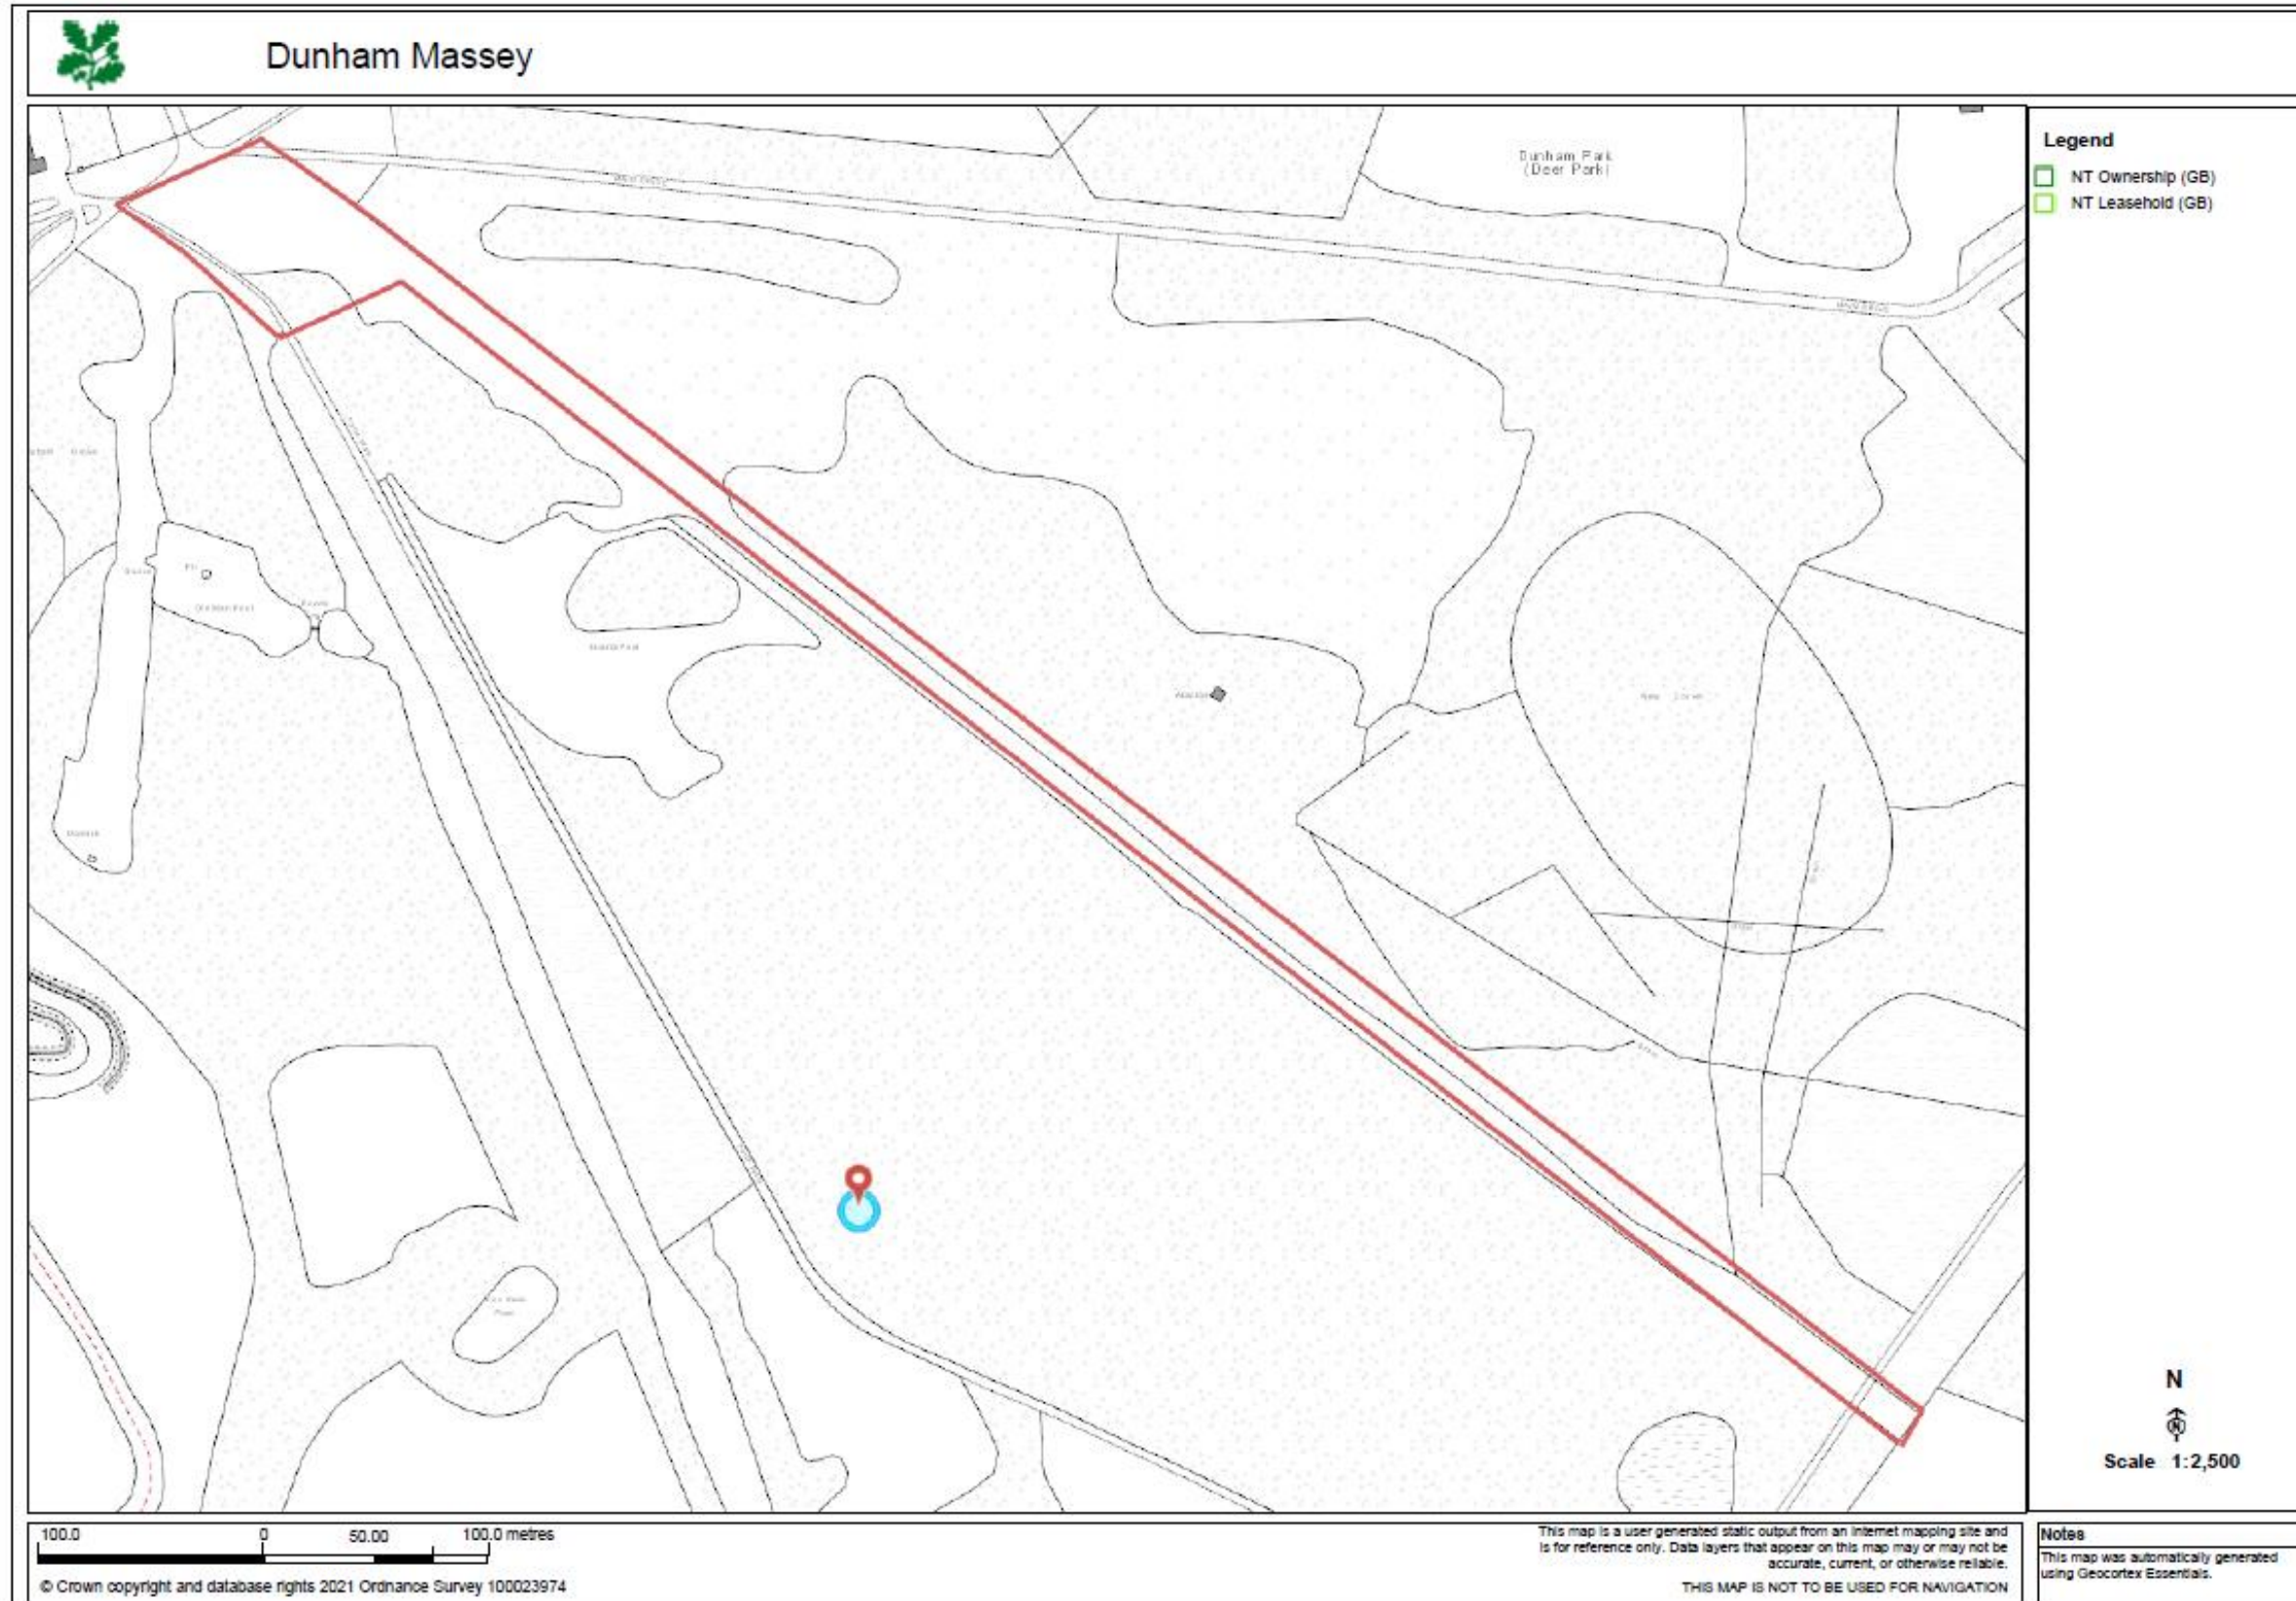 Dunham Massey
Dunham Park
(Deer Park)
Legend
NT Ownership (GB)
NT Leasehold (GB)
N
Scale 1:2,500
100.0 0 50.00 100.0 metres
© Crown copyright and database rights 2021 Ordnance Survey 100023974
This map is a user generated static output from an Internet mapping site and
is for reference only. Data layers that appear on this map may or may not be
accurate, current, or otherwise reliable.
THIS MAP IS NOT TO BE USED FOR NAVIGATION
Notes
This map was automatically generated
using Geocortex Essentials.